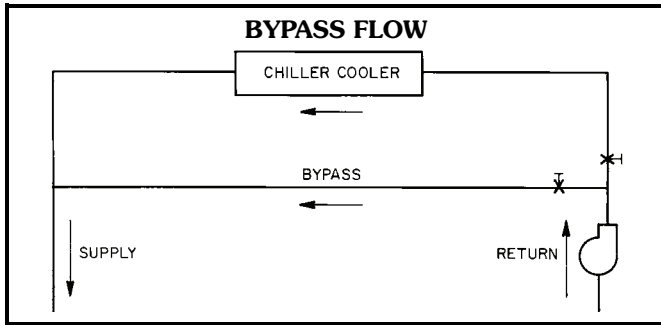 BYPASS FLOW
CHILLER COOLER
BYPASS
SUPPLY
RETURN